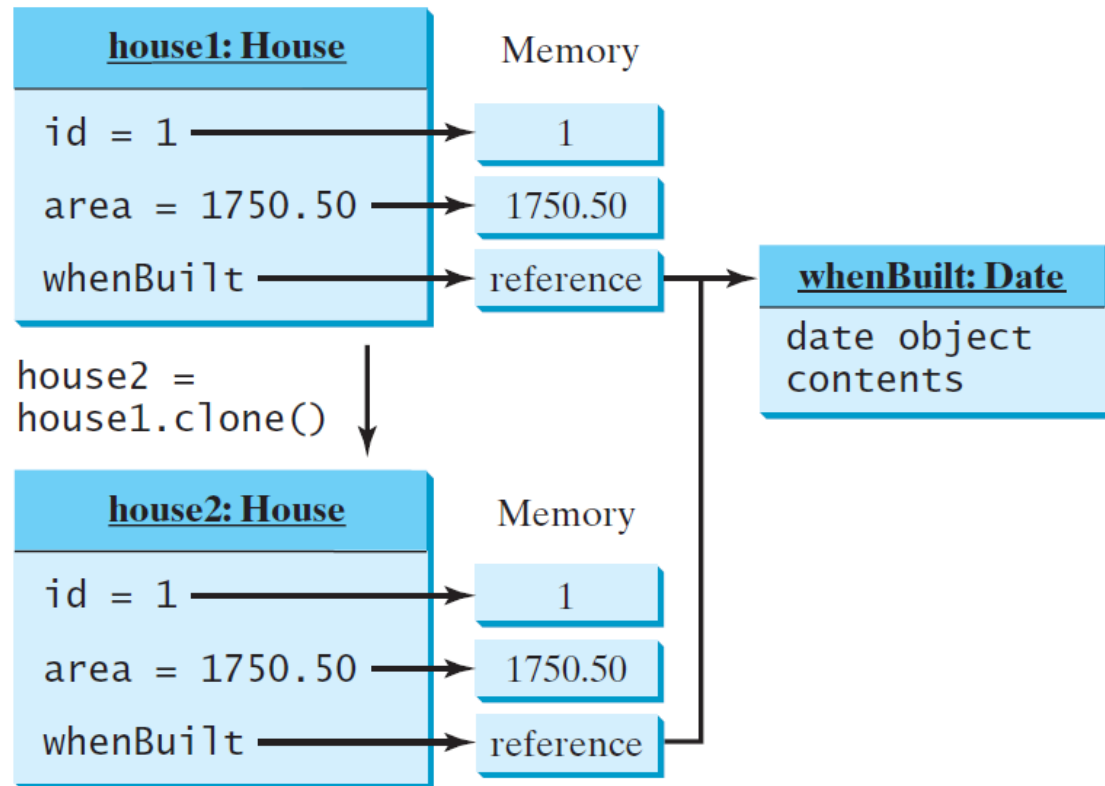 house1: House
Memory
id = 1
1
area = 1750.50
1750.50
whenBuilt
reference
whenBuilt: Date
date object
contents
house2 =
house1.clone()
house2: House
Memory
id = 1
1
area = 1750.50
1750.50
whenBuilt
reference